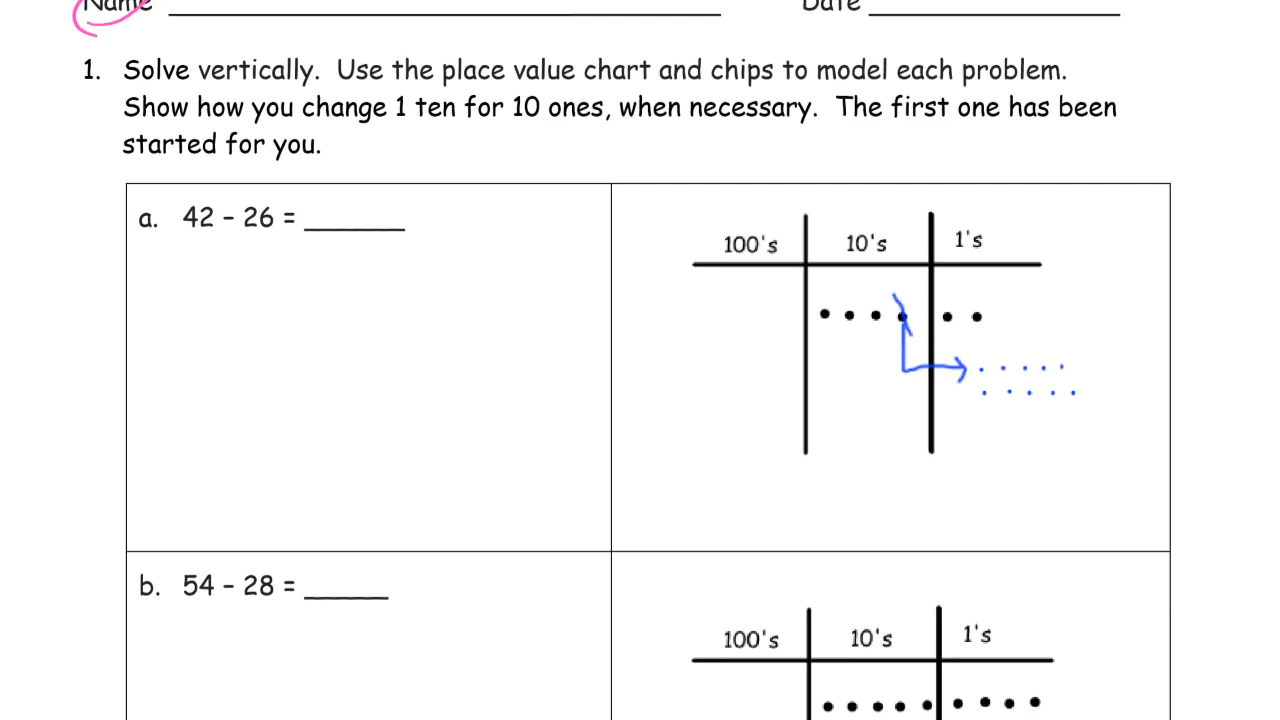 Name Date
1. Solve vertically. Use the place value chart and chips to model each problem.
Show how you change 1 ten for 10 ones, when necessary. The first one has been
started for you.
a. 42 - 26 = ______
100's 10's 1's
b. 54 - 28 = ______
100's 10's 1's